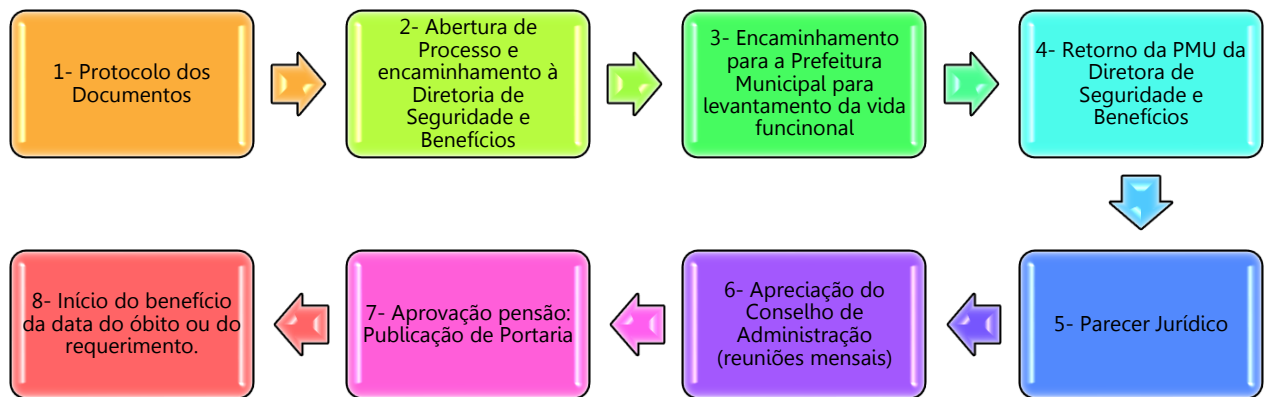 1- Protocolo dos
Documentos
2- Abertura de
Processo e
encaminhamento à
Diretoria de
Seguridade e
Benefícios
3- Encaminhamento
para a Prefeitura
Municipal para
levantamento da vida
funcinonal
4- Retorno da PMU da
Diretora de
Seguridade e
Benefícios
5- Parecer Jurídico
6- Apreciação do
Conselho de
Administração
(reuniões mensais)
7- Aprovação pensão:
Publicação de Portaria
8- Início do benefício
da data do óbito ou do
requerimento.